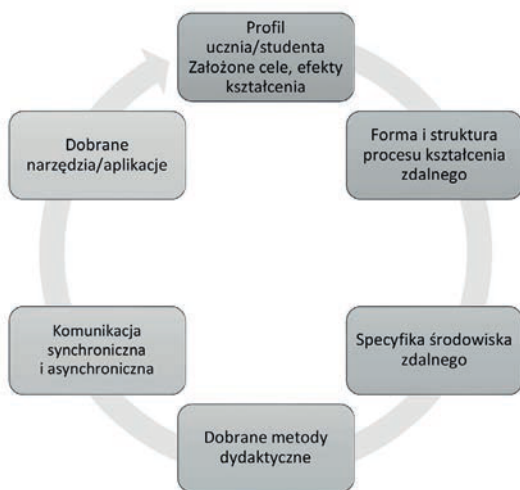 Profil
ucznia/studenta
Założone cele, efekty
kształcenia
Forma i struktura
procesu kształcenia
zdalnego
Specyfika środowiska
zdalnego
Dobrane metody
dydaktyczne
Komunikacja
synchroniczna
i asynchroniczna
Dobrane
narzędzia/aplikacje